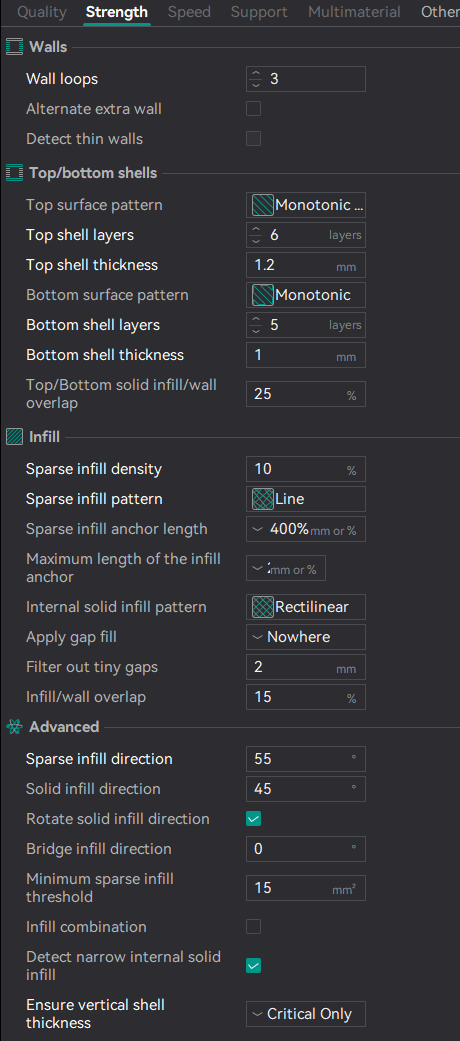 Quality Strength Speed Support Multimaterial Other
Walls
Wall loops 3
Alternate extra wall
Detect thin walls
Top/bottom shells
Top surface pattern Monotonic ...
Top shell layers 6 layers
Top shell thickness 1.2 mm
Bottom surface pattern Monotonic
Bottom shell layers 5 layers
Bottom shell thickness 1 mm
Top/Bottom solid infill/wall
overlap 25 %
Infill
Sparse infill density 10 %
Sparse infill pattern Line
Sparse infill anchor length 400% mm or %
Maximum length of the infill
anchor mm or %
Internal solid infill pattern Rectilinear
Apply gap fill Nowhere
Filter out tiny gaps 2 mm
Infill/wall overlap 15 %
Advanced
Sparse infill direction 55 °
Solid infill direction 45 °
Rotate solid infill direction
Bridge infill direction 0 °
Minimum sparse infill
threshold 15 mm²
Infill combination
Detect narrow internal solid
infill
Ensure vertical shell
thickness Critical Only